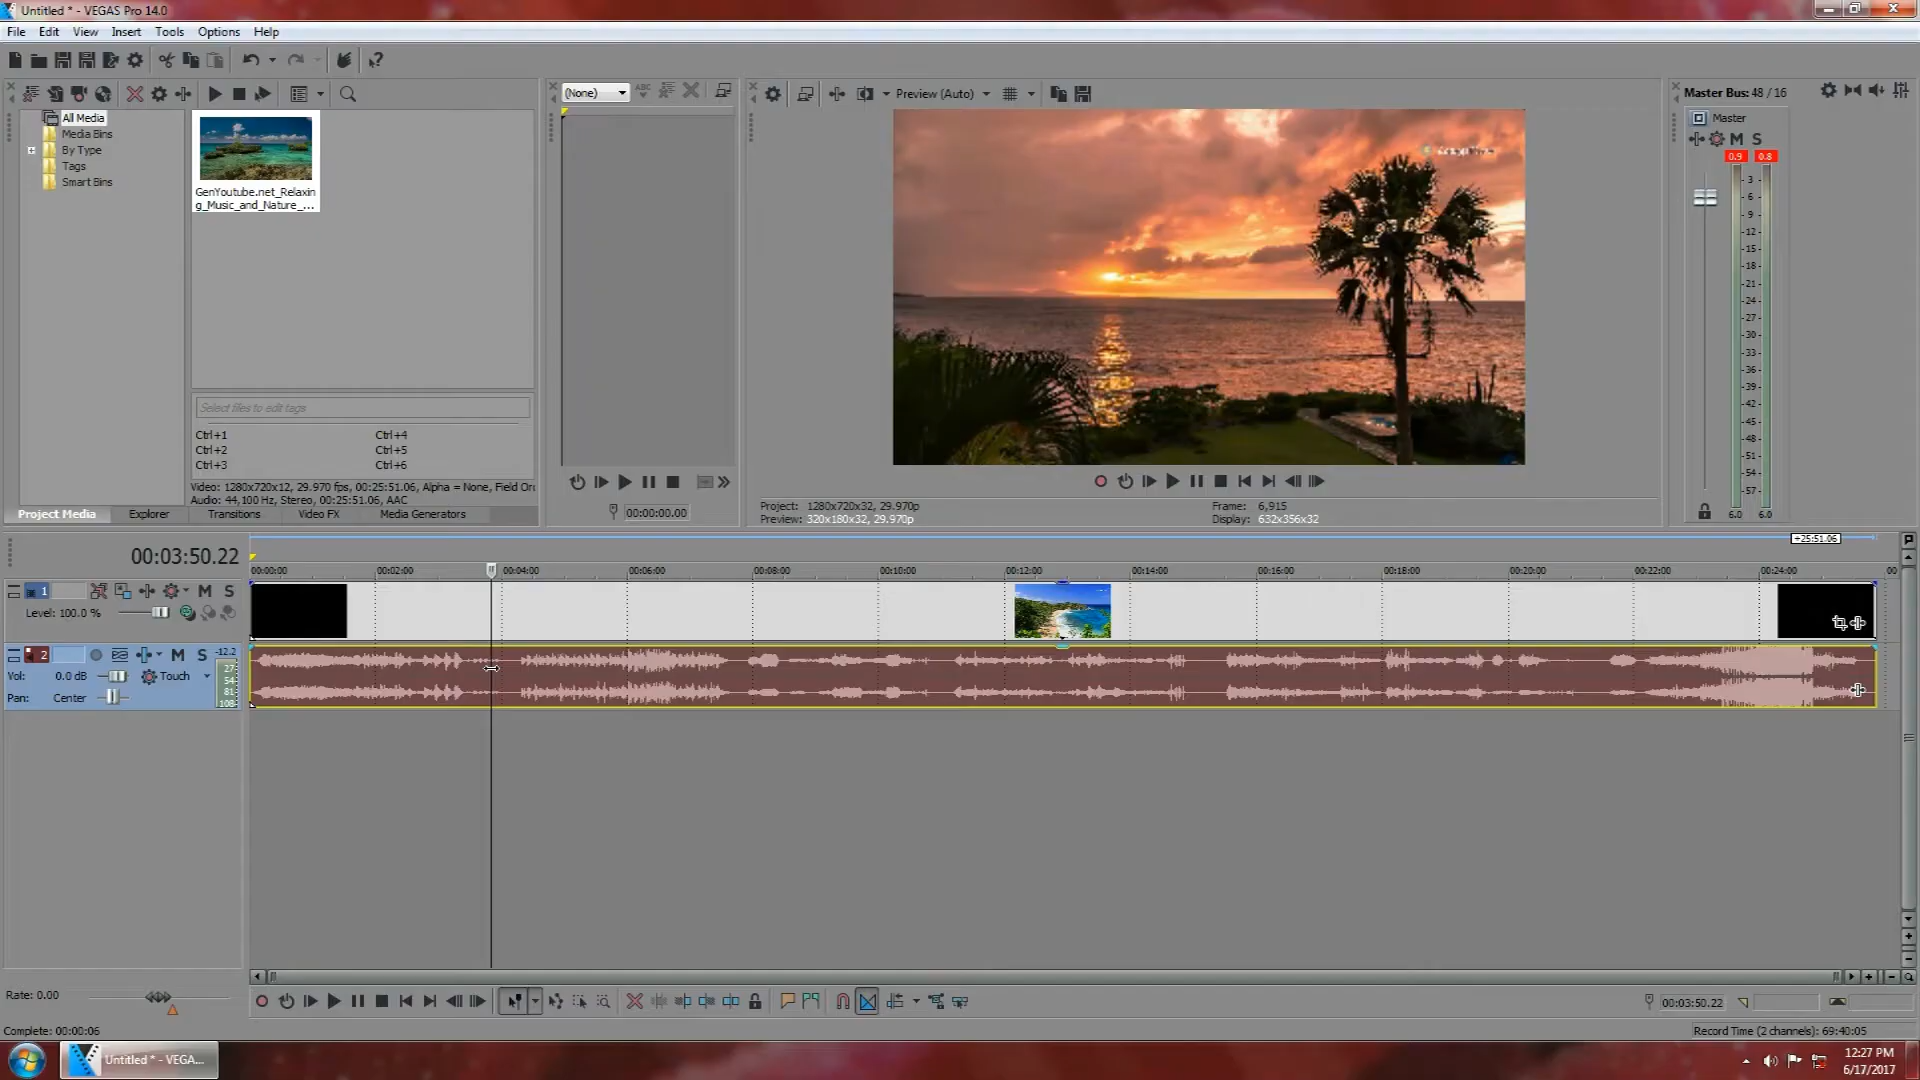 Untitled * - VEGAS Pro 14.0
File Edit View Insert Tools Options Help
(None)
Preview (Auto)
Master Bus: 48 / 16
All Media
Media Bins
By Type
Tags
Smart Bins
GenYoutube.net_Relaxin
g_Music_and_Nature_...
Master
M S
0.9 0.8
-3
-6
-9
-12
-15
-18
-21
-24
-27
-30
-33
-36
-39
-42
-45
-48
-51
-54
-57
6.0 6.0
Select files to edit tags
Ctrl+1 Ctrl+4
Ctrl+2 Ctrl+5
Ctrl+3 Ctrl+6
Video: 1280x720x12, 29.970 fps, 00:25:51.06, Alpha = None, Field Or
Audio: 44,100 Hz, Stereo, 00:25:51.06, AAC
Project Media Explorer Transitions Video FX Media Generators
00:00:00.00
Project: 1280x720x32, 29.970p
Preview: 320x180x32, 29.970p
Frame: 6,915
Display: 632x356x32
+25:51.06
00:03:50.22
00:00:00 00:02:00 00:04:00 00:06:00 00:08:00 00:10:00 00:12:00 00:14:00 00:16:00 00:18:00 00:20:00 00:22:00 00:24:00 00
1 M S
Level: 100.0 %
2 M S -12.2
Vol: 0.0 dB Touch
Pan: Center
27-
54-
81-
108-
Rate: 0.00
00:03:50.22
Complete: 00:00:06
Record Time (2 channels): 69:40:05
Untitled * - VEGA...
12:27 PM
6/17/2017